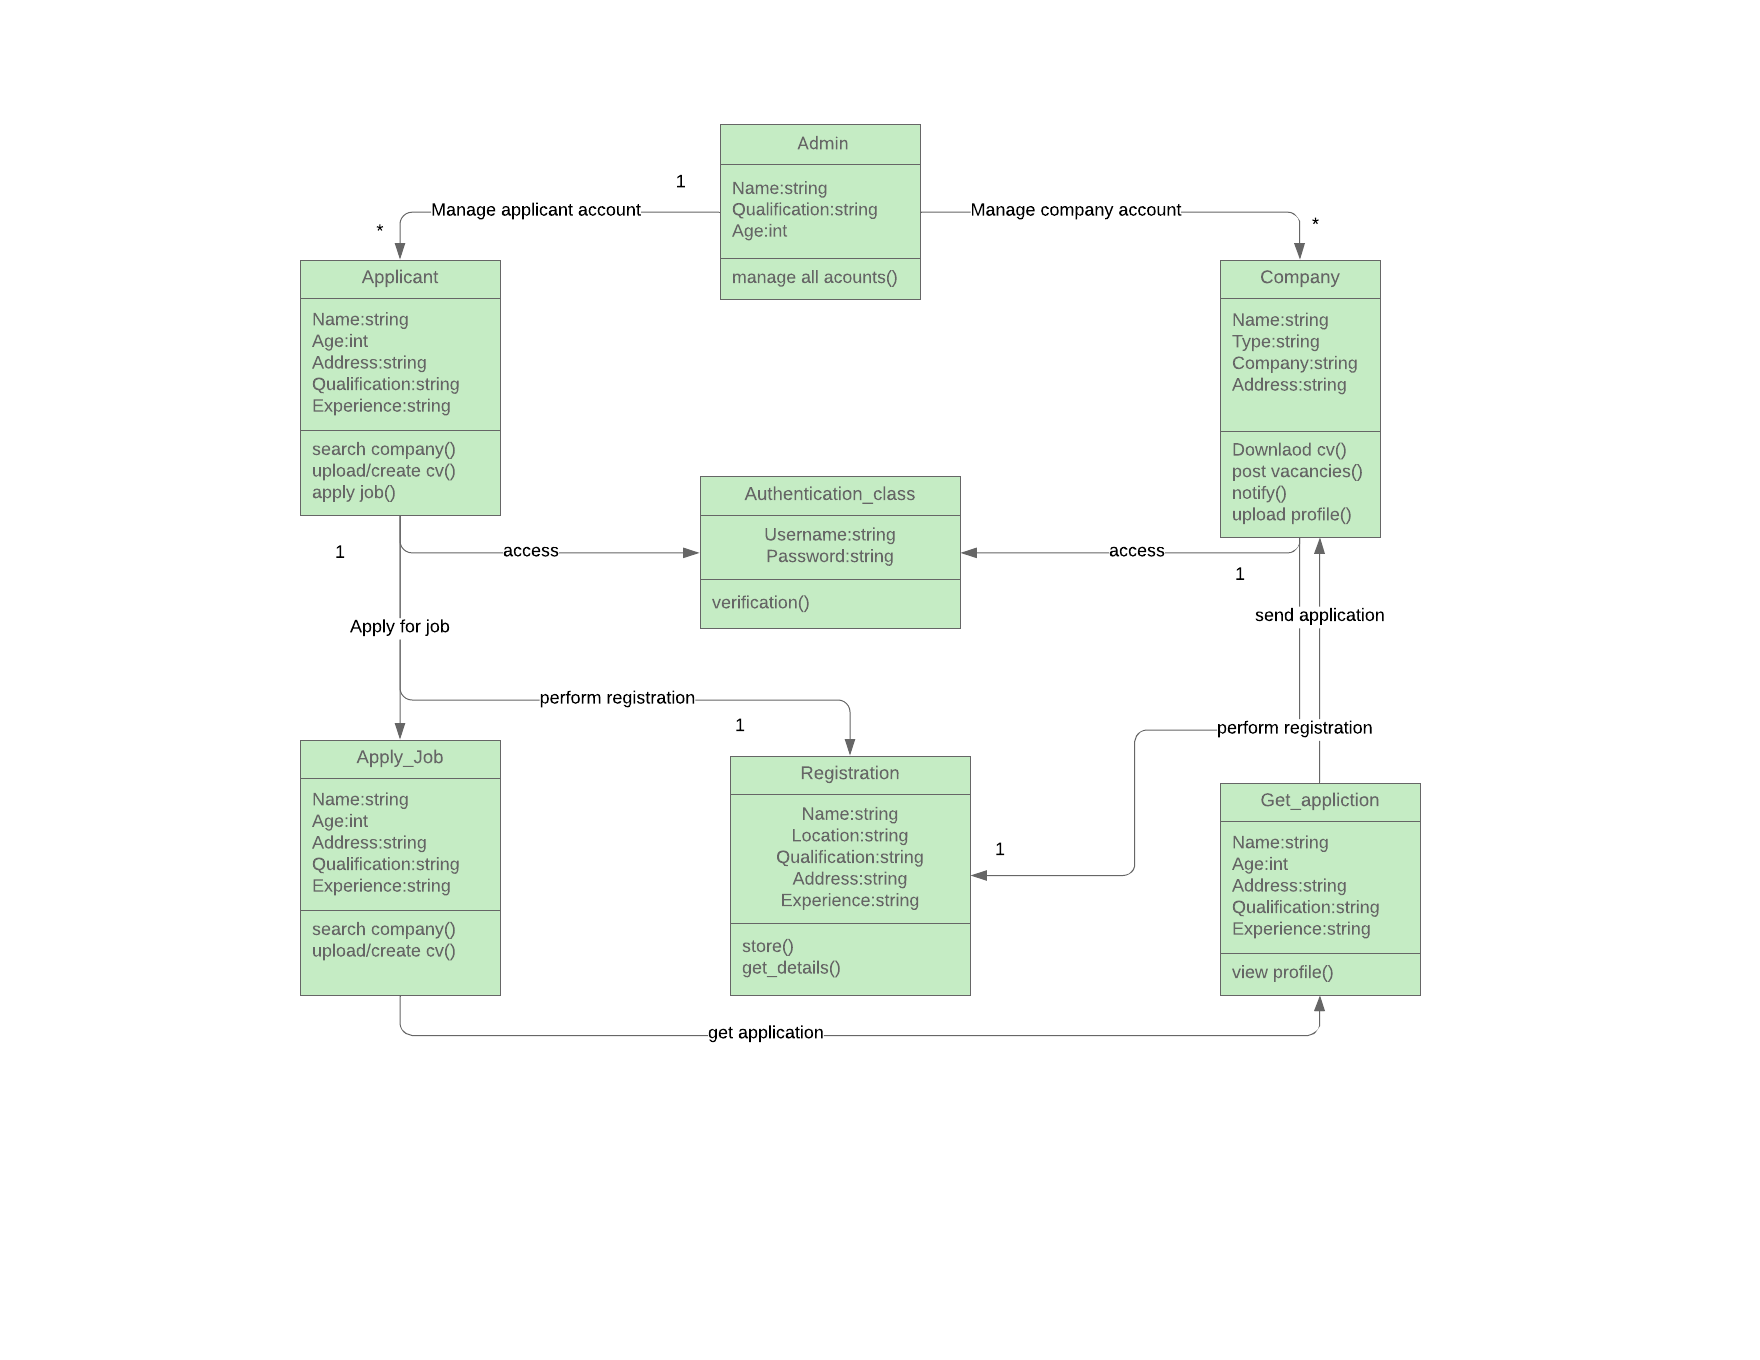 Admin
Name:string
Qualification:string
Age:int
manage all acounts()
1
Manage applicant account
*
Manage company account
*
Applicant
Name:string
Age:int
Address:string
Qualification:string
Experience:string
search company()
upload/create cv()
apply job()
Company
Name:string
Type:string
Company:string
Address:string
Downlaod cv()
post vacancies()
notify()
upload profile()
Authentication_class
Username:string
Password:string
verification()
1
access
access
1
Apply for job
send application
perform registration
1
perform registration
1
Apply_Job
Name:string
Age:int
Address:string
Qualification:string
Experience:string
search company()
upload/create cv()
Registration
Name:string
Location:string
Qualification:string
Address:string
Experience:string
store()
get_details()
Get_appliction
Name:string
Age:int
Address:string
Qualification:string
Experience:string
view profile()
get application